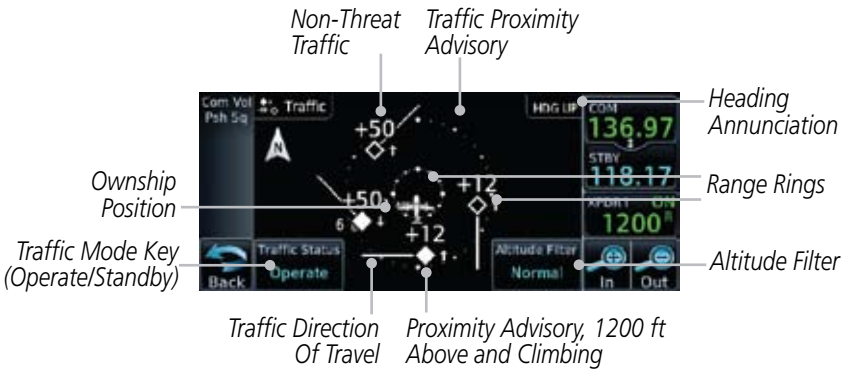 Non-Threat
Traffic
Traffic Proximity
Advisory
Com Vol
Psh Sq
Traffic
HDG UP
COM
136.97
STBY
118.17
XPDR1 ON
1200 R
N
+50
+50
6
+12
+12
Heading
Annunciation
Ownship
Position
Range Rings
Traffic Mode Key
(Operate/Standby)
Back
Traffic Status
Operate
Altitude Filter
Normal
In
Out
Altitude Filter
Traffic Direction
Of Travel
Proximity Advisory, 1200 ft
Above and Climbing